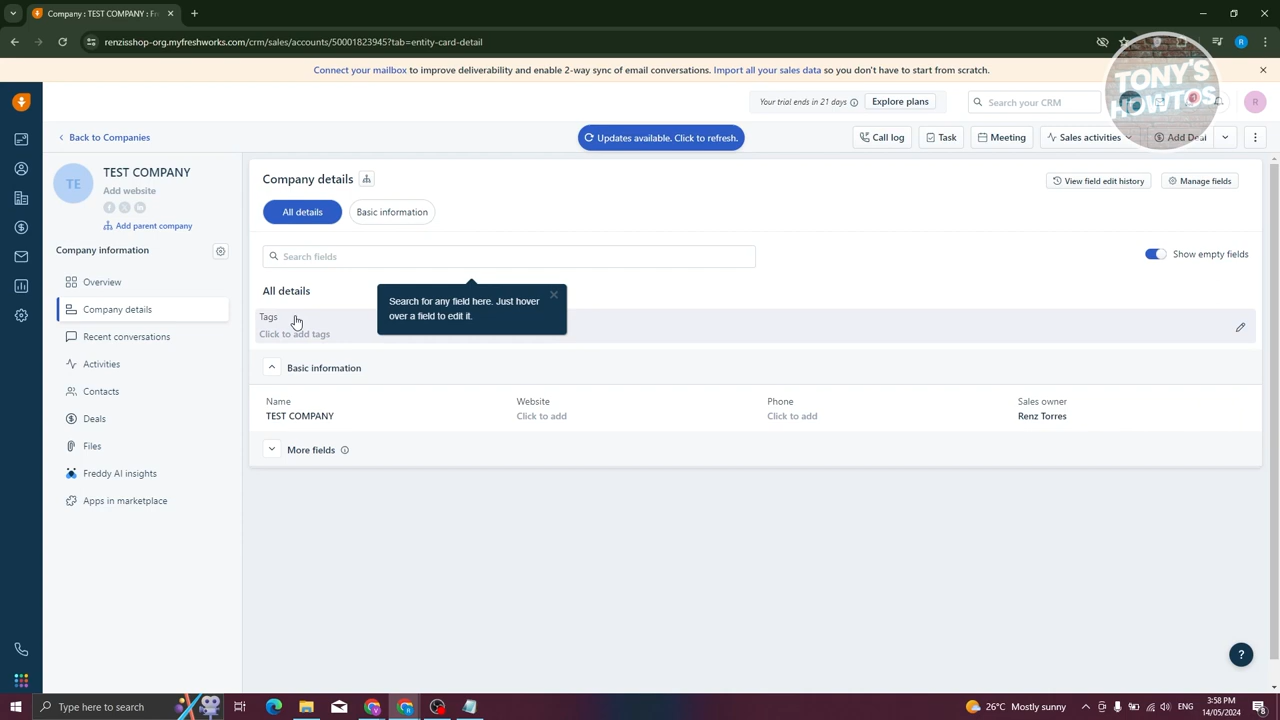 Company : TEST COMPANY : F
renzisshop-org.myfreshworks.com/crm/sales/accounts/50001823945?tab=entity-card-detail
Connect your mailbox to improve deliverability and enable 2-way sync of email conversations. Import all your sales data so you don't have to start from scratch.
TONY'S
HOWTOS
Your trial ends in 21 days
Explore plans
Search your CRM
R
Back to Companies
Updates available. Click to refresh.
Call log
Task
Meeting
Sales activities
Add Deal
TE
TEST COMPANY
Add website
Add parent company
Company information
Overview
Company details
Recent conversations
Activities
Contacts
Deals
Files
Freddy AI insights
Apps in marketplace
Company details
View field edit history
Manage fields
All details
Basic information
Search fields
Show empty fields
All details
Search for any field here. Just hover
over a field to edit it.
Tags
Click to add tags
Basic information
Name
Website
Phone
Sales owner
TEST COMPANY
Click to add
Click to add
Renz Torres
More fields
Type here to search
26°C Mostly sunny
ENG
3:58 PM
14/05/2024